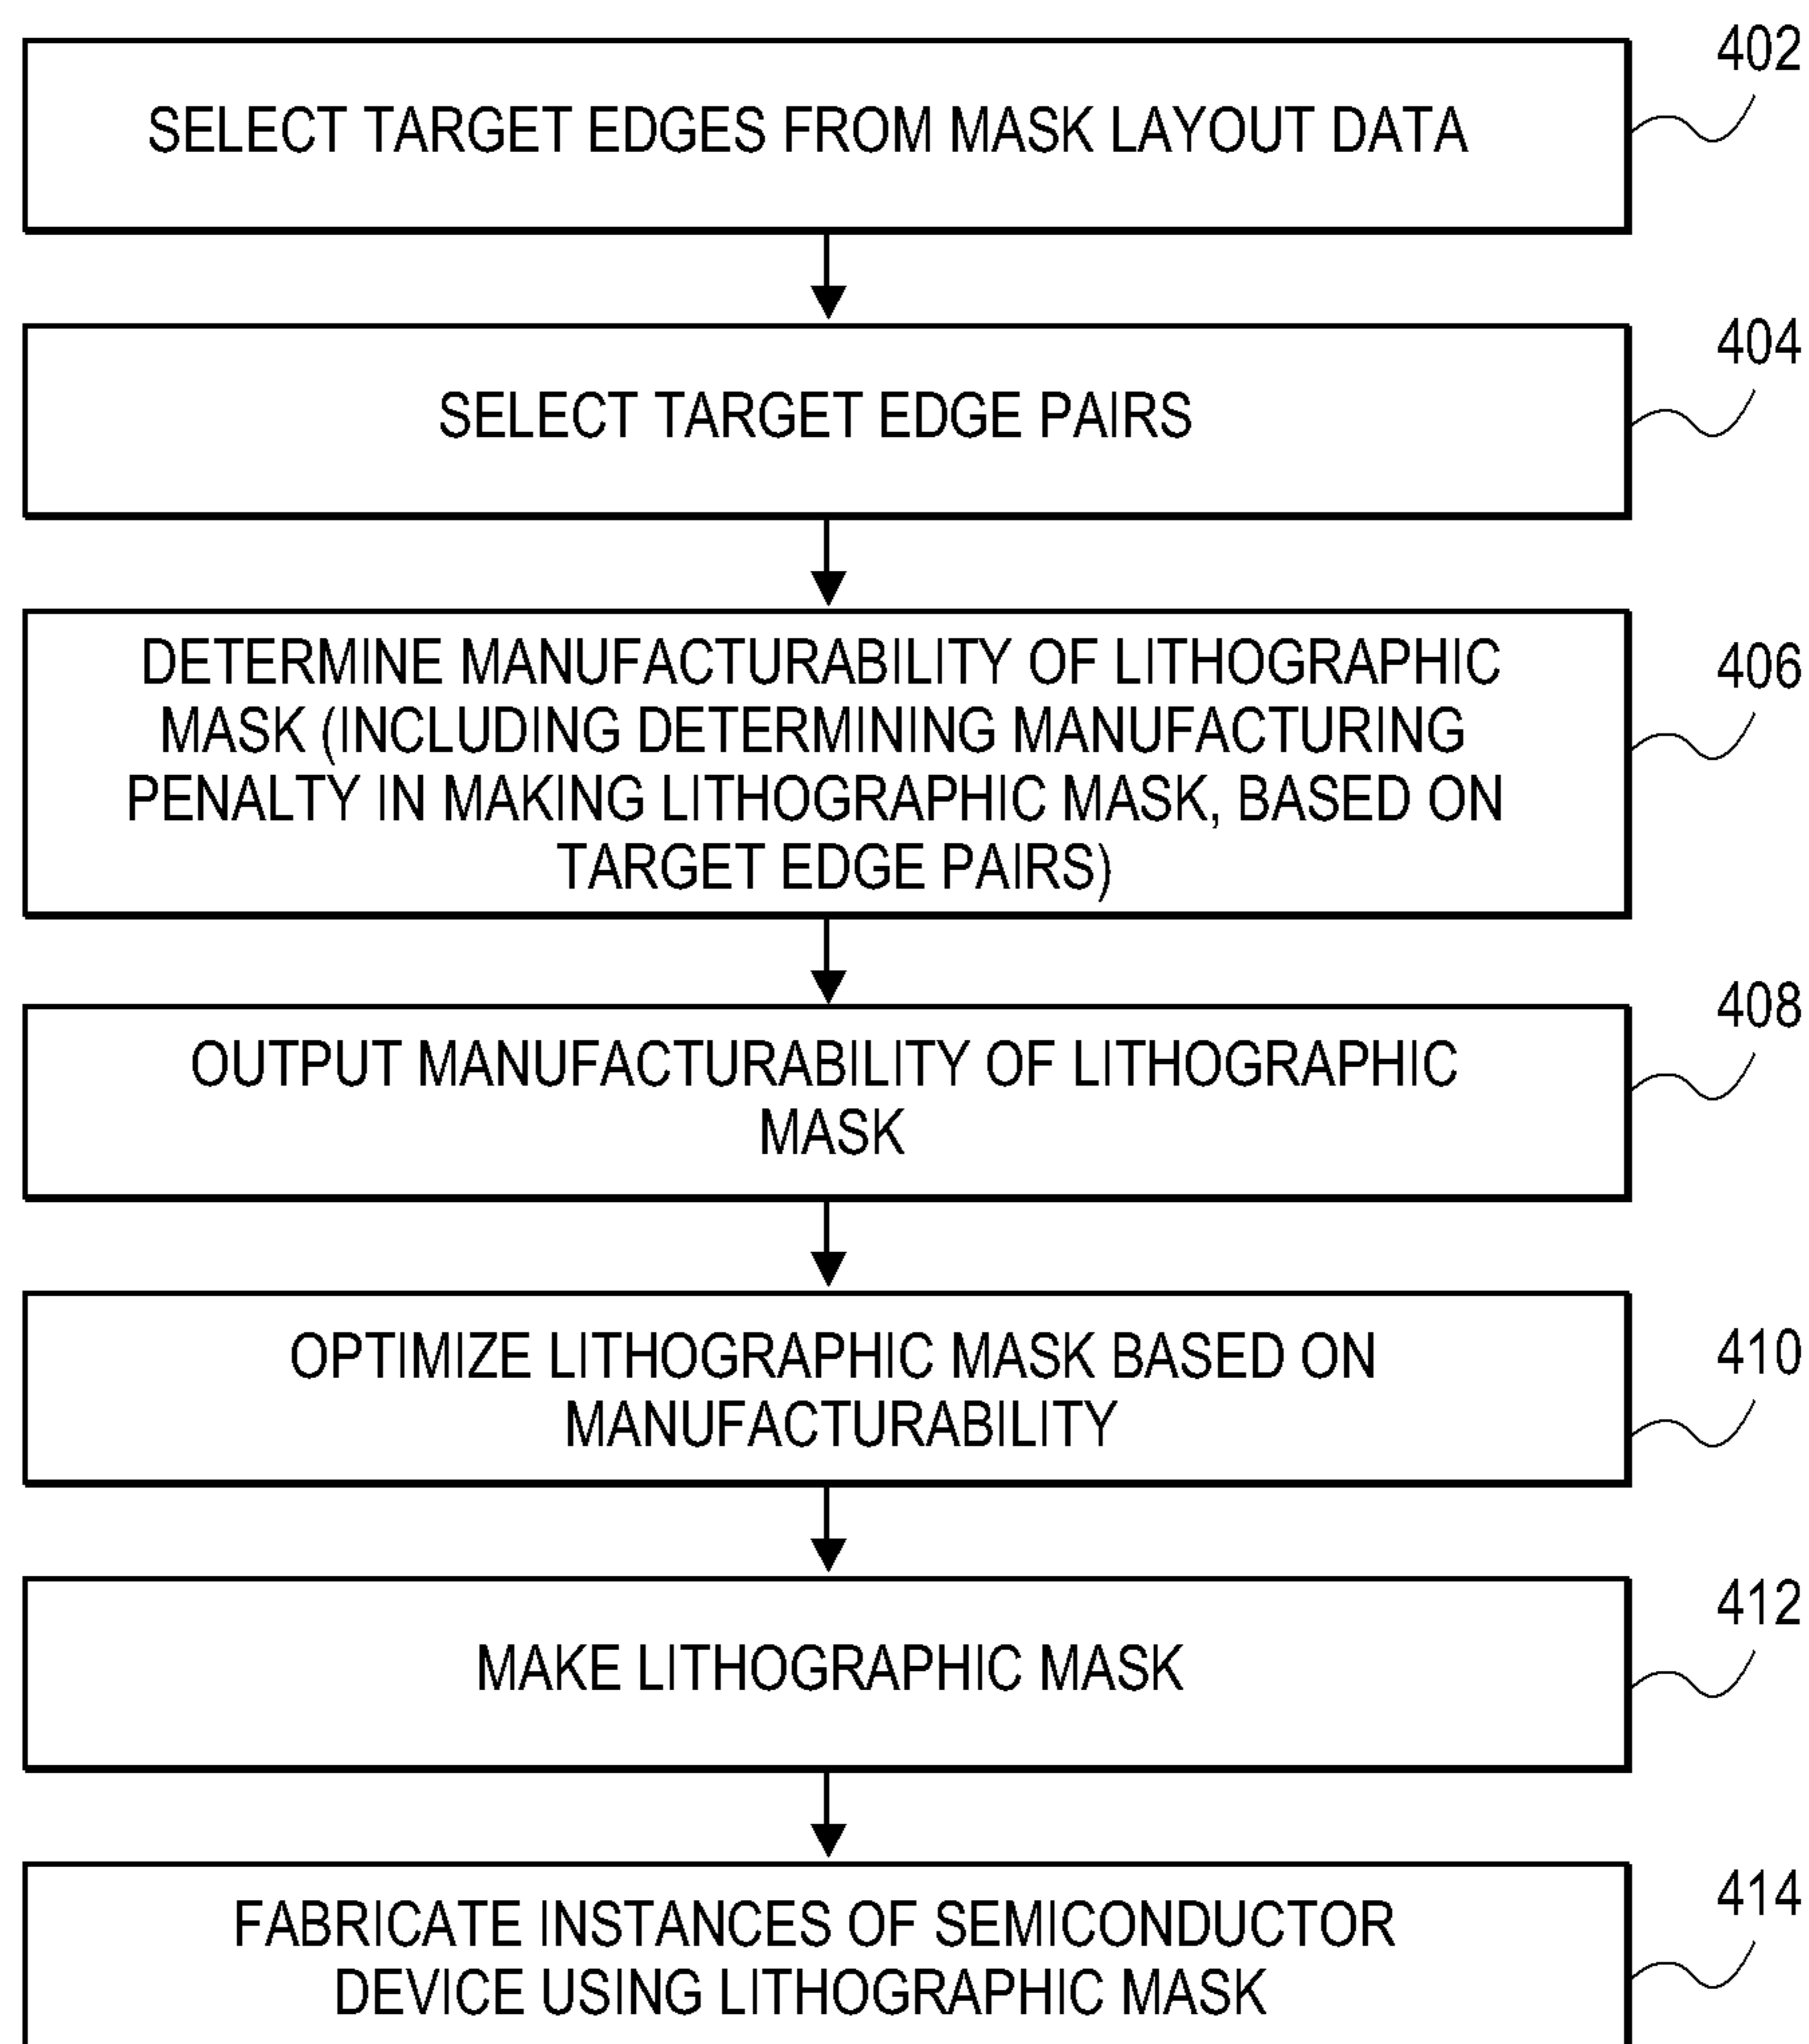 402
SELECT TARGET EDGES FROM MASK LAYOUT DATA
404
SELECT TARGET EDGE PAIRS
406
DETERMINE MANUFACTURABILITY OF LITHOGRAPHIC
MASK (INCLUDING DETERMINING MANUFACTURING
PENALTY IN MAKING LITHOGRAPHIC MASK, BASED ON
TARGET EDGE PAIRS)
408
OUTPUT MANUFACTURABILITY OF LITHOGRAPHIC
MASK
410
OPTIMIZE LITHOGRAPHIC MASK BASED ON
MANUFACTURABILITY
412
MAKE LITHOGRAPHIC MASK
414
FABRICATE INSTANCES OF SEMICONDUCTOR
DEVICE USING LITHOGRAPHIC MASK